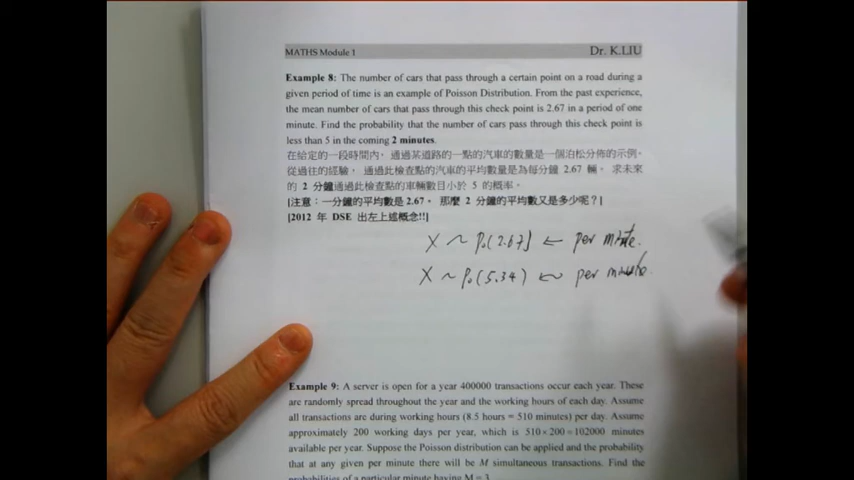 MATHS Module 1 Dr. K.LIU
Example 8: The number of cars that pass through a certain point on a road during a
given period of time is an example of Poisson Distribution. From the past experience,
the mean number of cars that pass through this check point is 2.67 in a period of one
minute. Find the probability that the number of cars pass through this check point is
less than 5 in the coming 2 minutes.
在給定的一段時間內，通過某道路的一點的汽車的數量是一個泊松分佈的示例。
從過往的經驗，通過此檢查點的汽車的平均數量是為每分鐘 2.67 輛。求未來
的 2 分鐘通過此檢查點的車輛數目小於 5 的概率。
[注意：一分鐘的平均數是 2.67，那麼 2 分鐘的平均數又是多少呢？]
[2012 年 DSE 出左上述概念!!]
X ~ Po(2.67) ← per minute.
X ~ Po(5.34) ← per minute.
Example 9: A server is open for a year 400000 transactions occur each year. These
are randomly spread throughout the year and the working hours of each day. Assume
all transactions are during working hours (8.5 hours = 510 minutes) per day. Assume
approximately 200 working days per year, which is 510×200=102000 minutes
available per year. Suppose the Poisson distribution can be applied and the probability
that at any given per minute there will be M simultaneous transactions. Find the
probabilities of a particular minute having M = 3